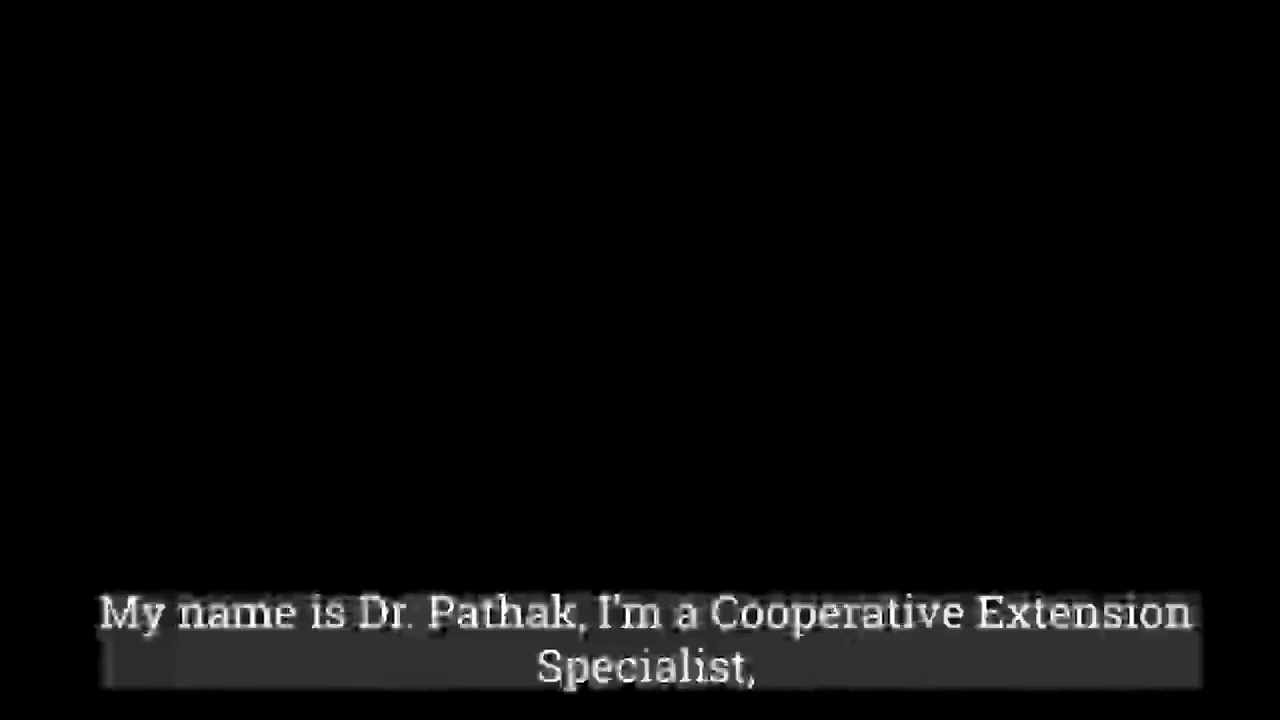 My name is Dr. Pathak, I'm a Cooperative Extension
Specialist,